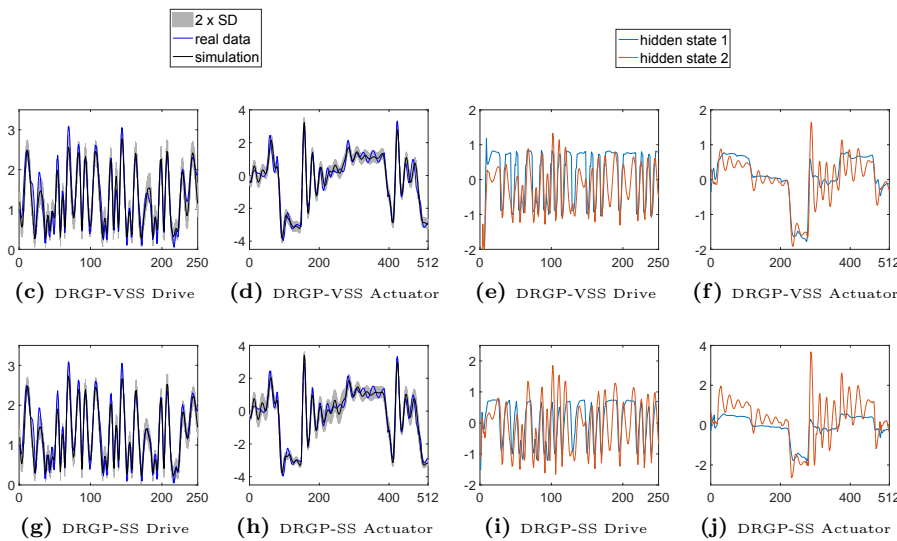 2 x SD
real data
simulation
hidden state 1
hidden state 2
3
2
1
0
0 100 200 250
4
2
0
-2
-4
0 200 400 512
2
1
0
-1
-2
0 100 200 250
2
1
0
-1
-2
0 200 400 512
(c) DRGP-VSS Drive
(d) DRGP-VSS Actuator
(e) DRGP-VSS Drive
(f) DRGP-VSS Actuator
3
2
1
0
0 100 200 250
4
2
0
-2
-4
0 200 400 512
2
1
0
-1
-2
0 100 200 250
4
2
0
-2
0 200 400 512
(g) DRGP-SS Drive
(h) DRGP-SS Actuator
(i) DRGP-SS Drive
(j) DRGP-SS Actuator